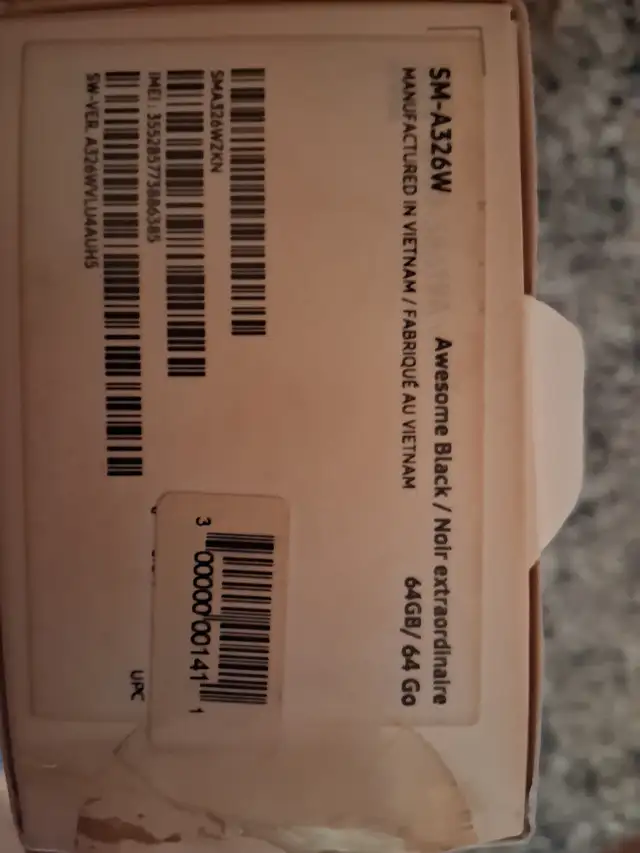 SM-A326W Awesome Black / Noir extraordinaire
MANUFACTURED IN VIETNAM / FABRIQUÉ AU VIETNAM 64GB/ 64 Go
SMA326WZKN
IMEI : 355285773886385
SW-VER. A326WVLU4AUH5
3 00000 00141 1
UPC